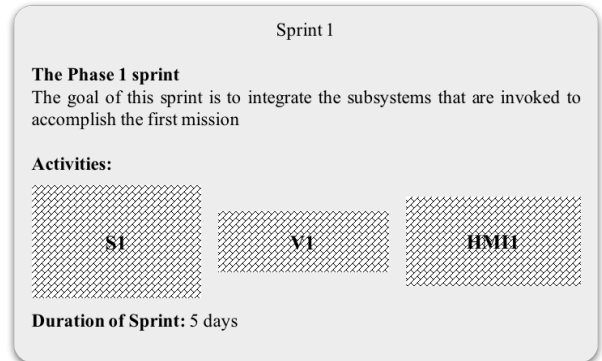 Sprint 1
The Phase 1 sprint
The goal of this sprint is to integrate the subsystems that are invoked to
accomplish the first mission
Activities:
S1 V1 HMI1
Duration of Sprint: 5 days